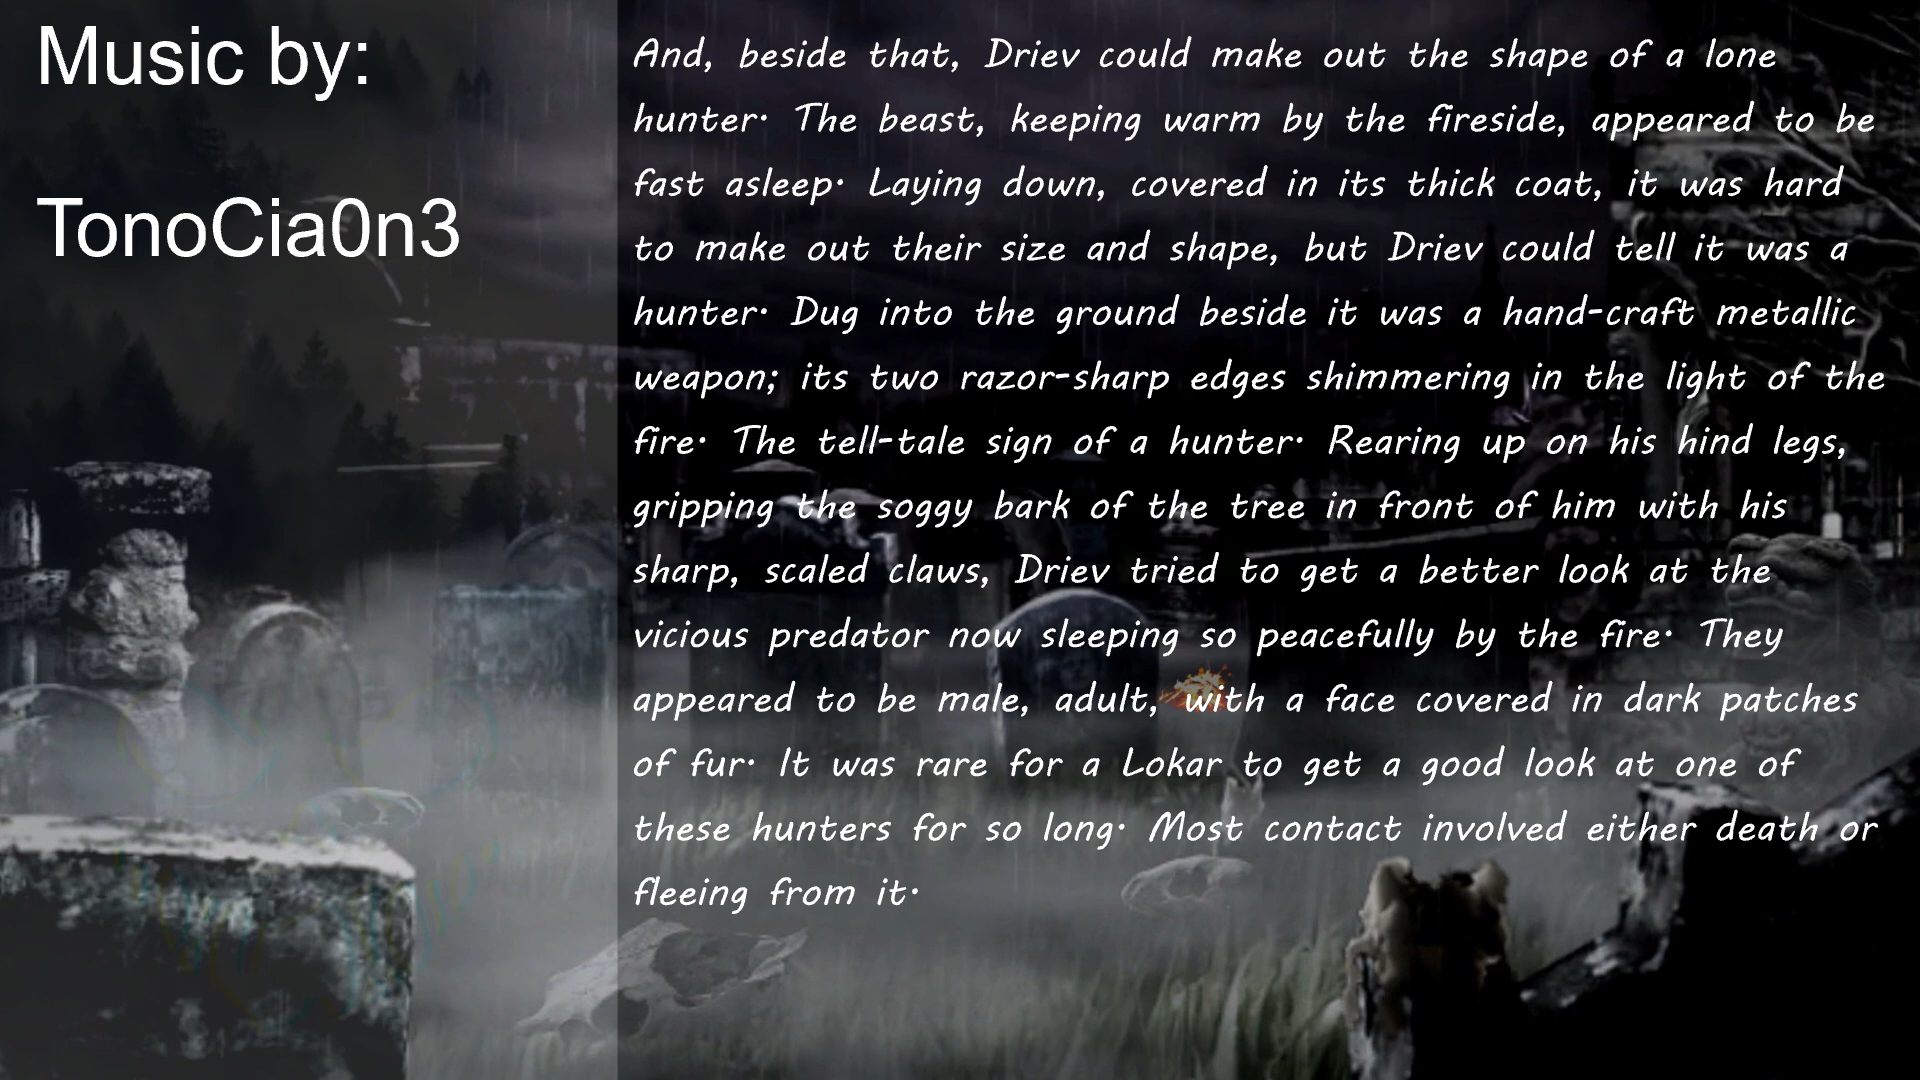 Music by:
TonoCia0n3
And, beside that, Driev could make out the shape of a lone
hunter. The beast, keeping warm by the fireside, appeared to be
fast asleep. Laying down, covered in its thick coat, it was hard
to make out their size and shape, but Driev could tell it was a
hunter. Dug into the ground beside it was a hand-craft metallic
weapon; its two razor-sharp edges shimmering in the light of the
fire. The tell-tale sign of a hunter. Rearing up on his hind legs,
gripping the soggy bark of the tree in front of him with his
sharp, scaled claws, Driev tried to get a better look at the
vicious predator now sleeping so peacefully by the fire. They
appeared to be male, adult, with a face covered in dark patches
of fur. It was rare for a Lokar to get a good look at one of
these hunters for so long. Most contact involved either death or
fleeing from it.